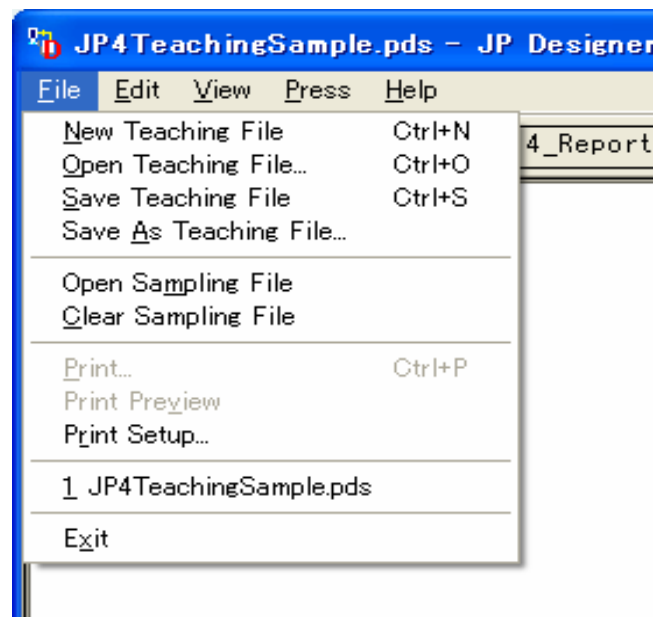 JP4TeachingSample.pds - JP Designer
File Edit View Press Help
4_Report
New Teaching File Ctrl+N
Open Teaching File... Ctrl+O
Save Teaching File Ctrl+S
Save As Teaching File...
Open Sampling File
Clear Sampling File
Print... Ctrl+P
Print Preview
Print Setup...
1 JP4TeachingSample.pds
Exit